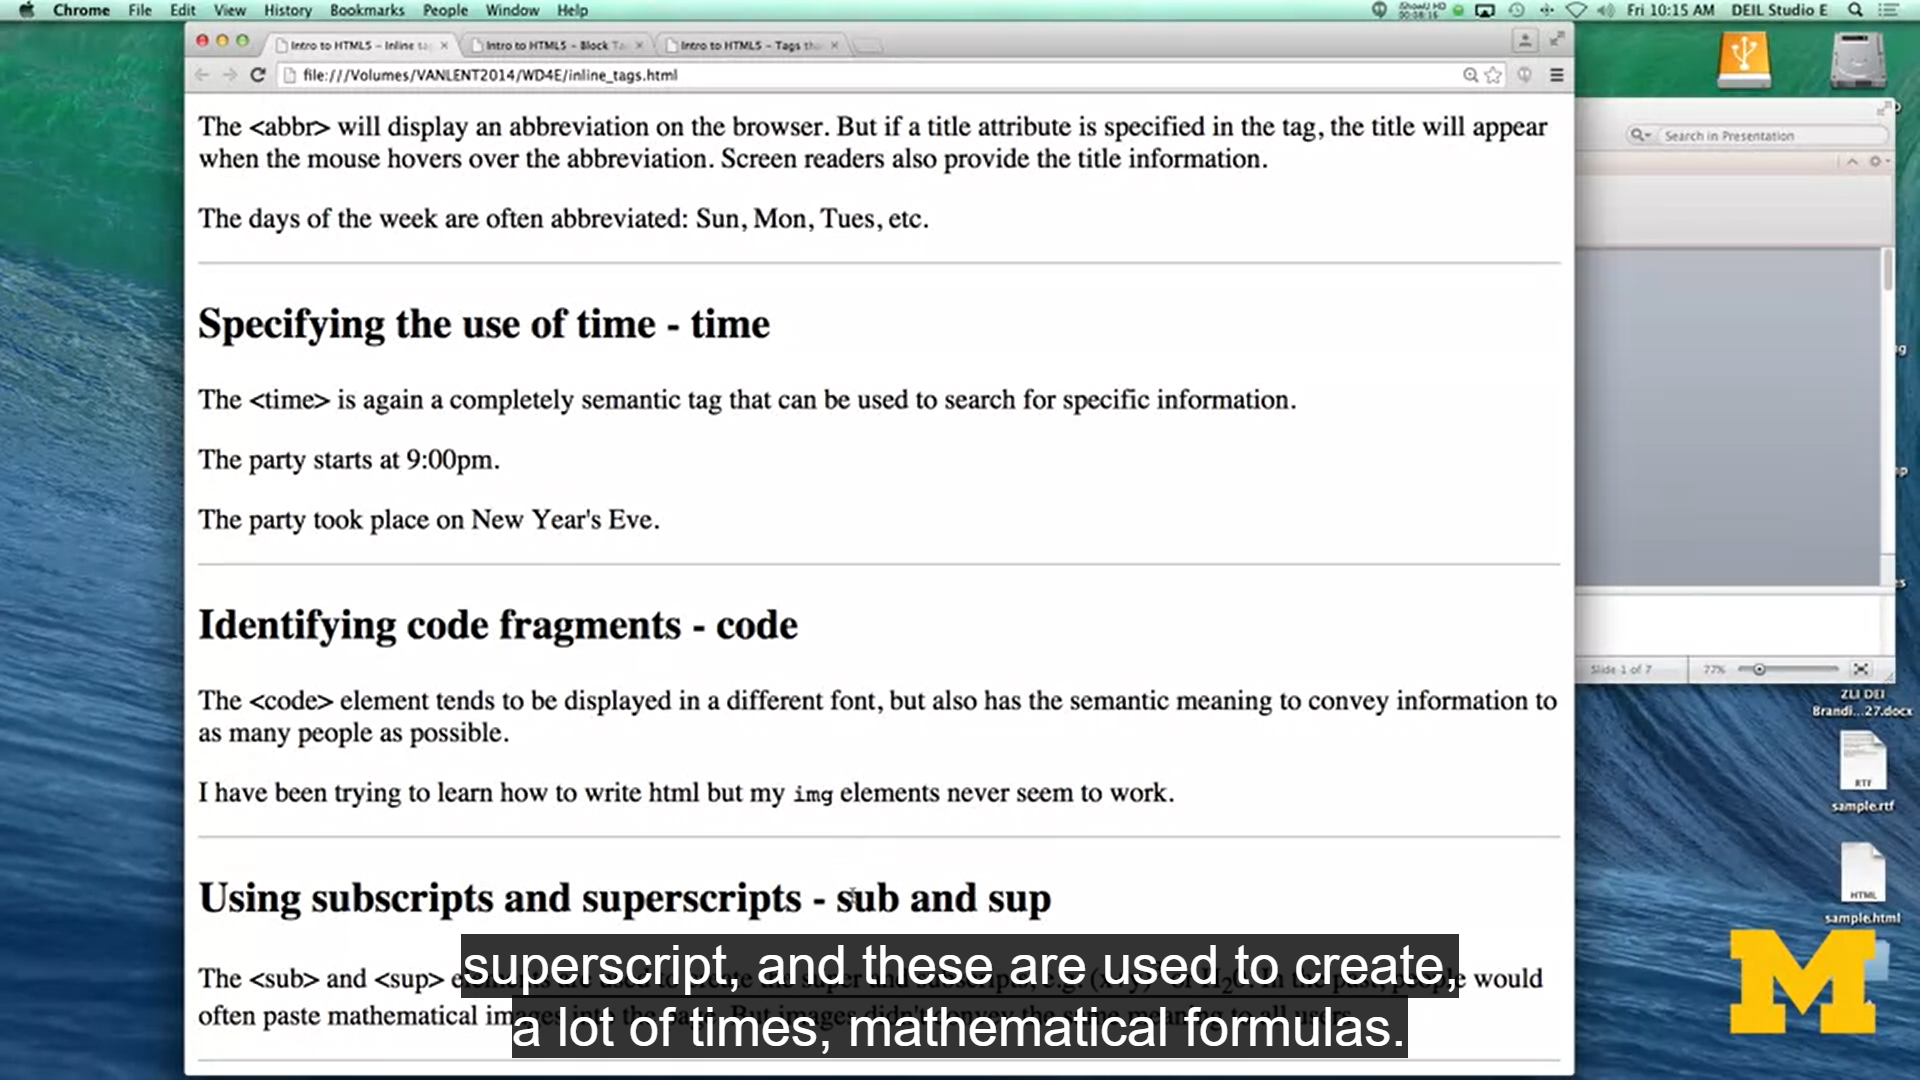 Chrome File Edit View History Bookmarks People Window Help
Fri 10:15 AM DEIL Studio E
Intro to HTML5 – Inline ta
Intro to HTML5 – Block Ta
Intro to HTML5 – Tags th
file:///Volumes/VANLENT2014/WD4E/inline_tags.html
Search in Presentation
The <abbr> will display an abbreviation on the browser. But if a title attribute is specified in the tag, the title will appear
when the mouse hovers over the abbreviation. Screen readers also provide the title information.
The days of the week are often abbreviated: Sun, Mon, Tues, etc.
Specifying the use of time - time
The <time> is again a completely semantic tag that can be used to search for specific information.
The party starts at 9:00pm.
The party took place on New Year's Eve.
Identifying code fragments - code
The <code> element tends to be displayed in a different font, but also has the semantic meaning to convey information to
as many people as possible.
I have been trying to learn how to write html but my img elements never seem to work.
Slide 1 of 7
77%
ZLI DEI
Brandi...27.docx
RTF
sample.rtf
HTML
sample.html
Using subscripts and superscripts - sub and sup
The <sub> and <sup> would
often paste mathematical
superscript, and these are used to create,
a lot of times, mathematical formulas.
M